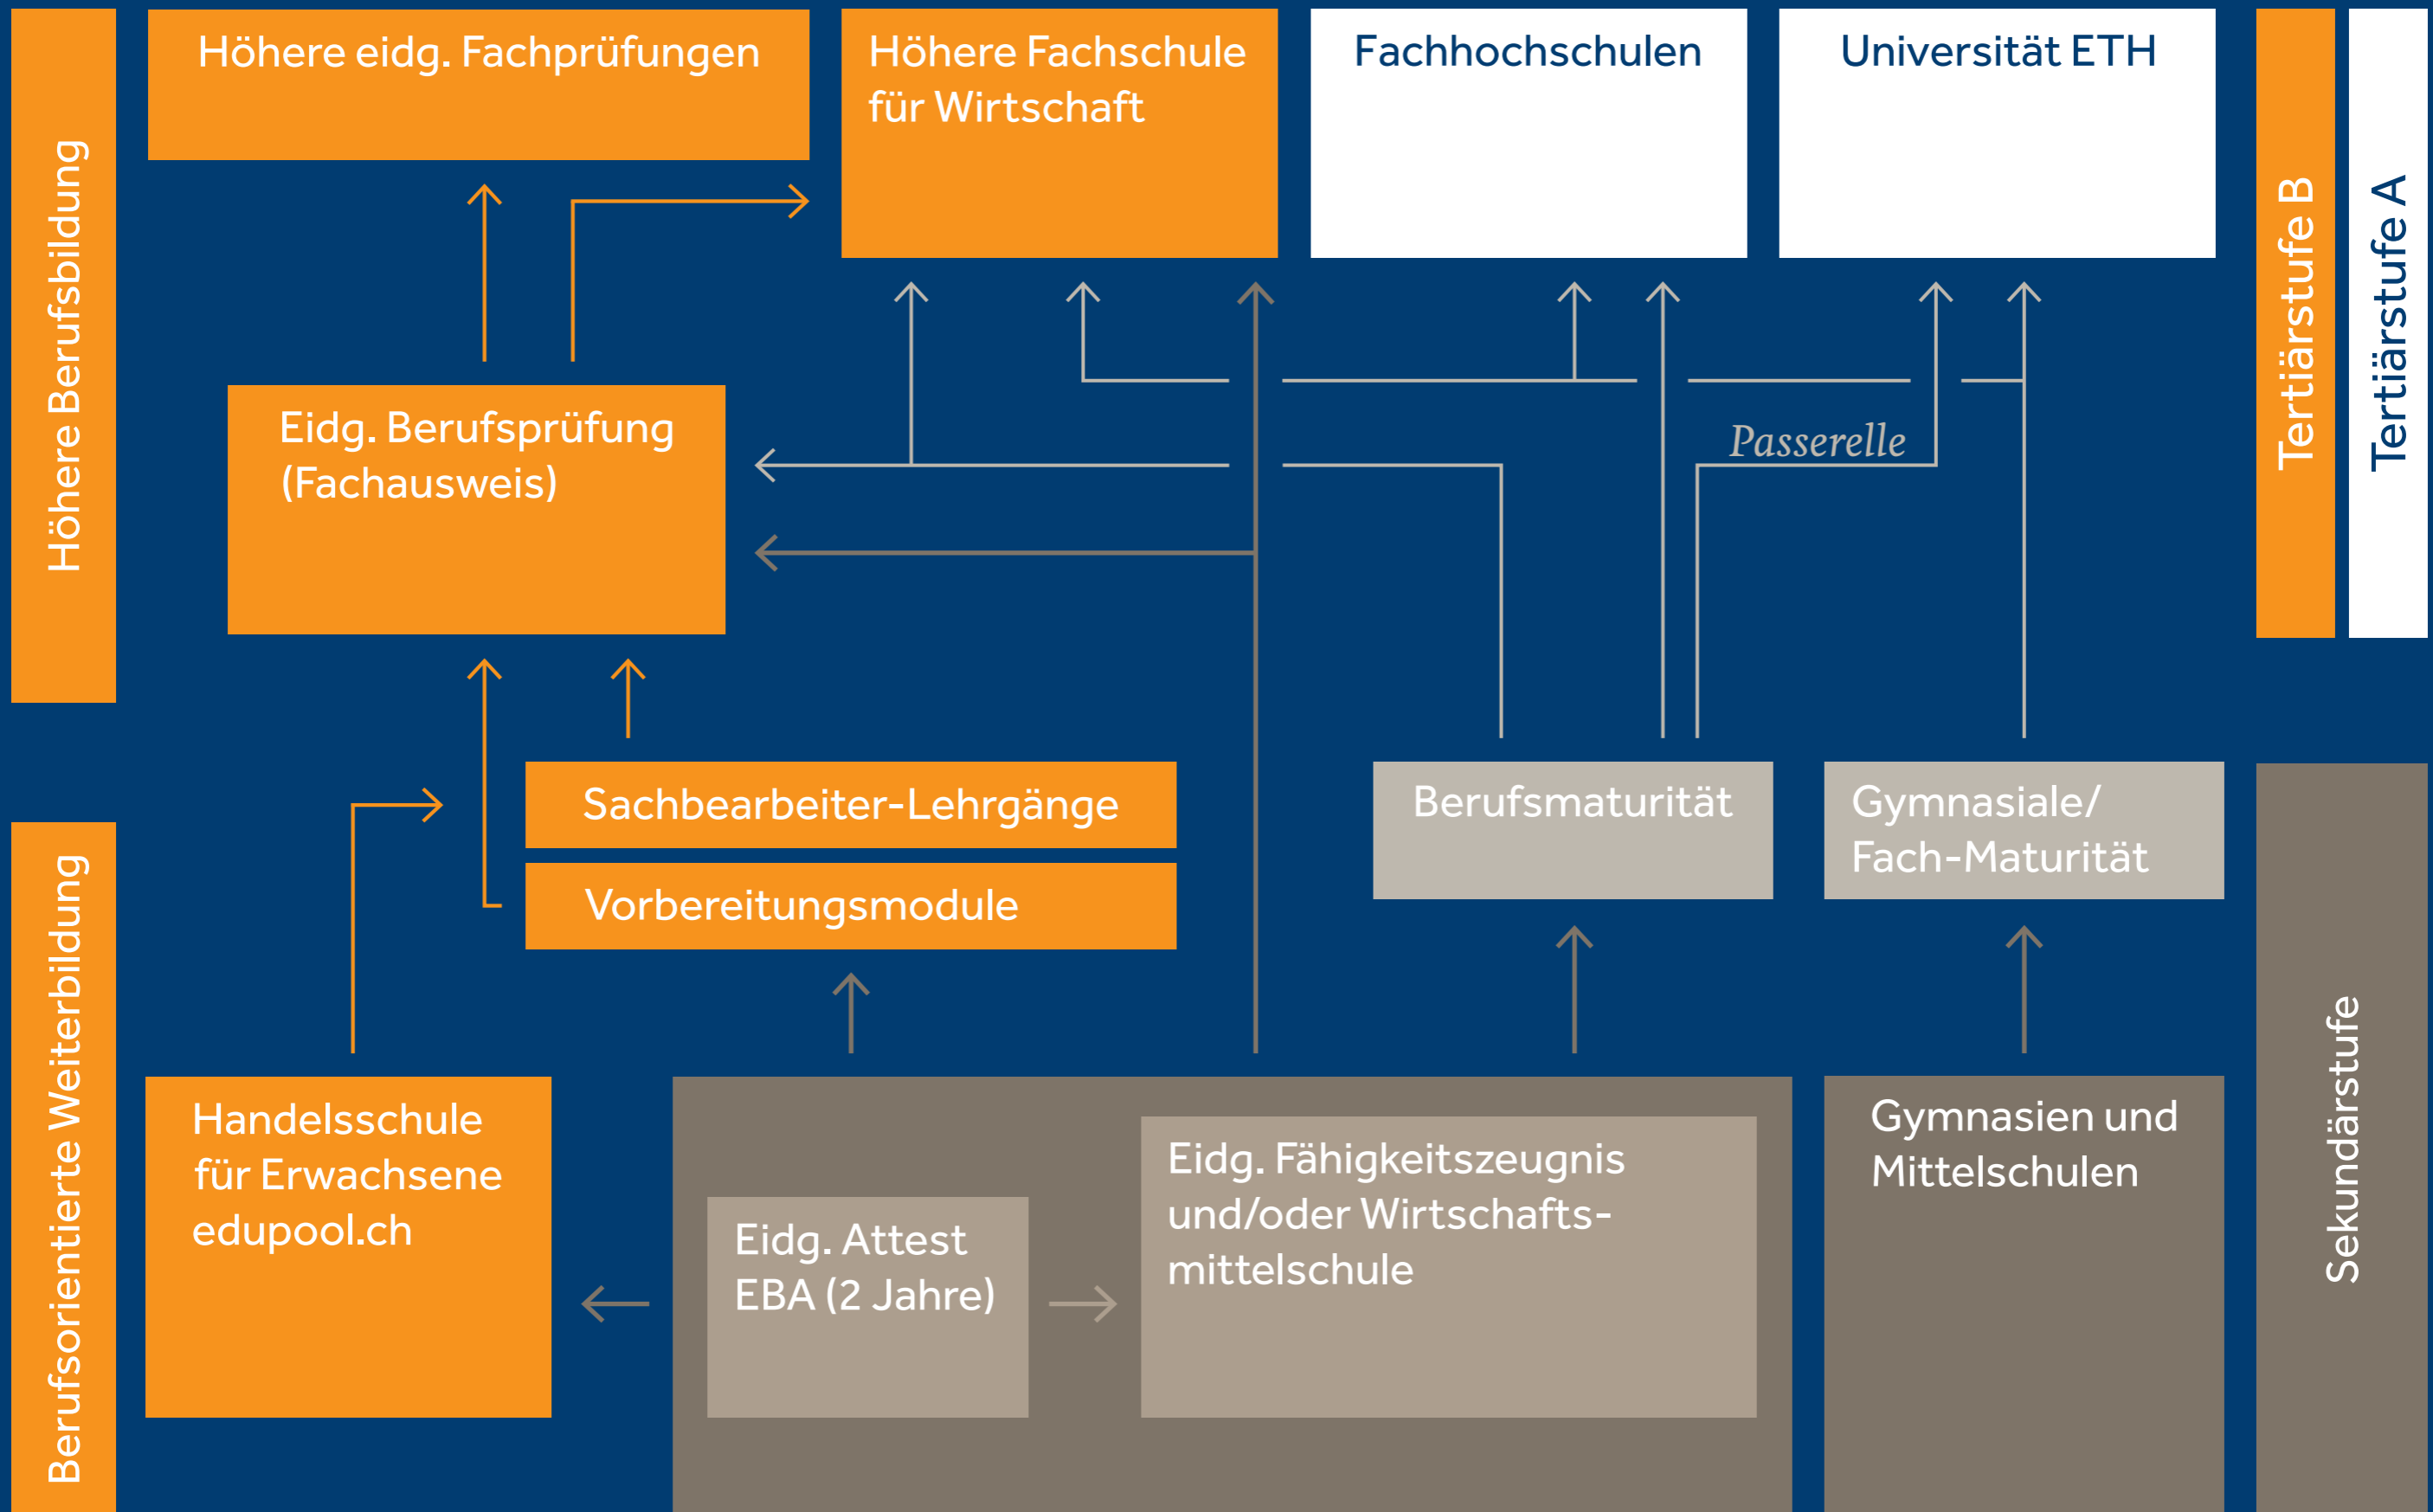 Höhere Berufsbildung
Höhere eidg. Fachprüfungen
Höhere Fachschule
für Wirtschaft
Fachhochschulen
Universität ETH
Tertiärstufe B
Tertiärstufe A
Eidg. Berufsprüfung
(Fachausweis)
Passerelle
Berufsorientierte Weiterbildung
Sachbearbeiter-Lehrgänge
Vorbereitungsmodule
Berufsmaturität
Gymnasiale/
Fach-Maturität
Sekundärstufe
Handelsschule
für Erwachsene
edupool.ch
Eidg. Attest
EBA (2 Jahre)
Eidg. Fähigkeitszeugnis
und/oder Wirtschafts-
mittelschule
Gymnasien und
Mittelschulen